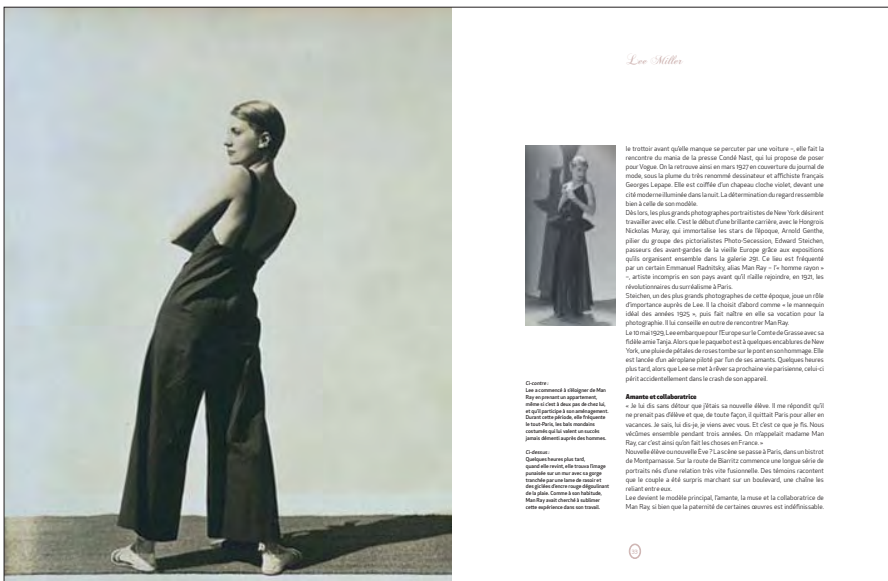 Lee Miller
le trottoir avant qu'elle manque se percuter par une voiture –, elle fait la
rencontre du mania de la presse Condé Nast, qui lui propose de poser
pour Vogue. On la retrouve ainsi en mars 1927 en couverture du journal de
mode, sous la plume du très renommé dessinateur et affichiste français
Georges Lepape. Elle est coiffée d'un chapeau cloche violet, devant une
cité moderne illuminée dans la nuit. La détermination du regard ressemble
bien à celle de son modèle.
Dès lors, les plus grands photographes portraitistes de New York désirent
travailler avec elle. C'est le début d'une brillante carrière, avec le Hongrois
Nickolas Muray, qui immortalise les stars de l'époque, Arnold Genthe,
pilier du groupe des pictorialistes Photo-Secession, Edward Steichen,
passeurs des avant-gardes de la vieille Europe grâce aux expositions
qu'ils organisent ensemble dans la galerie 291. Ce lieu est fréquenté
par un certain Emmanuel Radnitsky, alias Man Ray – l'« homme rayon »
–, artiste incompris en son pays avant qu'il n'aille rejoindre, en 1921, les
révolutionnaires du surréalisme à Paris.
Steichen, un des plus grands photographes de cette époque, joue un rôle
d'importance auprès de Lee. Il la choisit d'abord comme « le mannequin
idéal des années 1925 », puis fait naître en elle sa vocation pour la
photographie. Il lui conseille en outre de rencontrer Man Ray.
Le 10 mai 1929, Lee embarque pour l'Europe sur le Comte de Grasse avec sa
fidèle amie Tanja. Alors que le paquebot est à quelques encablures de New
York, une pluie de pétales de roses tombe sur le pont en son hommage. Elle
est lancée d'un aéroplane piloté par l'un de ses amants. Quelques heures
plus tard, alors que Lee se met à rêver sa prochaine vie parisienne, celui-ci
périt accidentellement dans le crash de son appareil.
Amante et collaboratrice
« Je lui dis sans détour que j'étais sa nouvelle élève. Il me répondit qu'il
ne prenait pas d'élève et que, de toute façon, il quittait Paris pour aller en
vacances. Je sais, lui dis-je, je viens avec vous. Et c'est ce que je fis. Nous
vécûmes ensemble pendant trois années. On m'appelait madame Man
Ray, car c'est ainsi qu'on fait les choses en France. »
Nouvelle élève ou nouvelle Eve ? La scène se passe à Paris, dans un bistrot
de Montparnasse. Sur la route de Biarritz commence une longue série de
portraits nés d'une relation très vite fusionnelle. Des témoins racontent
que le couple a été surpris marchant sur un boulevard, une chaîne les
reliant entre eux.
Lee devient le modèle principal, l'amante, la muse et la collaboratrice de
Man Ray, si bien que la paternité de certaines œuvres est indéfinissable.
Ci-contre :
Lee a commencé à s'éloigner de Man
Ray en prenant un appartement,
même si c'est à deux pas de chez lui,
et qu'il participe à son aménagement.
Durant cette période, elle fréquente
le tout-Paris, les bals mondains
costumés qui lui valent un succès
jamais démenti auprès des hommes.
Ci-dessus :
Quelques heures plus tard,
quand elle revint, elle trouva l'image
punaisée sur un mur avec sa gorge
tranchée par une lame de rasoir et
des giclées d'encre rouge dégoulinant
de la plaie. Comme à son habitude,
Man Ray avait cherché à sublimer
cette expérience dans son travail.